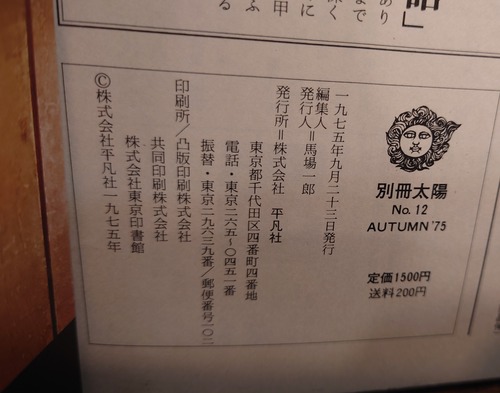 別冊太陽
No.12
AUTUMN '75
定価1500円
送料200円
一九七五年九月二十三日発行
編集人
発行人＝馬場一郎
発行所＝株式会社 平凡社
東京都千代田区四番町四番地
電話・東京二六五〜〇四五一番
振替・東京二九六三九番／郵便番号一〇二
印刷所／凸版印刷株式会社
共同印刷株式会社
株式会社東京印書館
©株式会社平凡社一九七五年